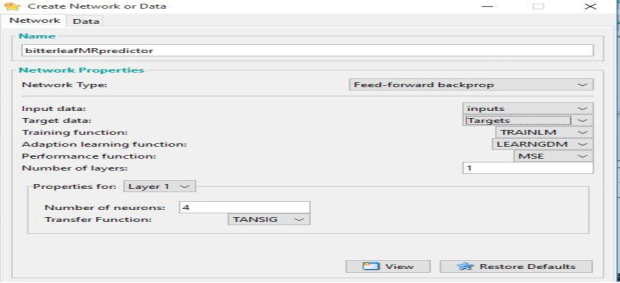 Create Network or Data
Network Data
Name
bitterleafMRpredictor
Network Properties
Network Type: Feed-forward backprop
Input data: inputs
Target data: Targets
Training function: TRAINLM
Adaption learning function: LEARNGDM
Performance function: MSE
Number of layers: 1
Properties for: Layer 1
Number of neurons: 4
Transfer Function: TANSIG
View Restore Defaults